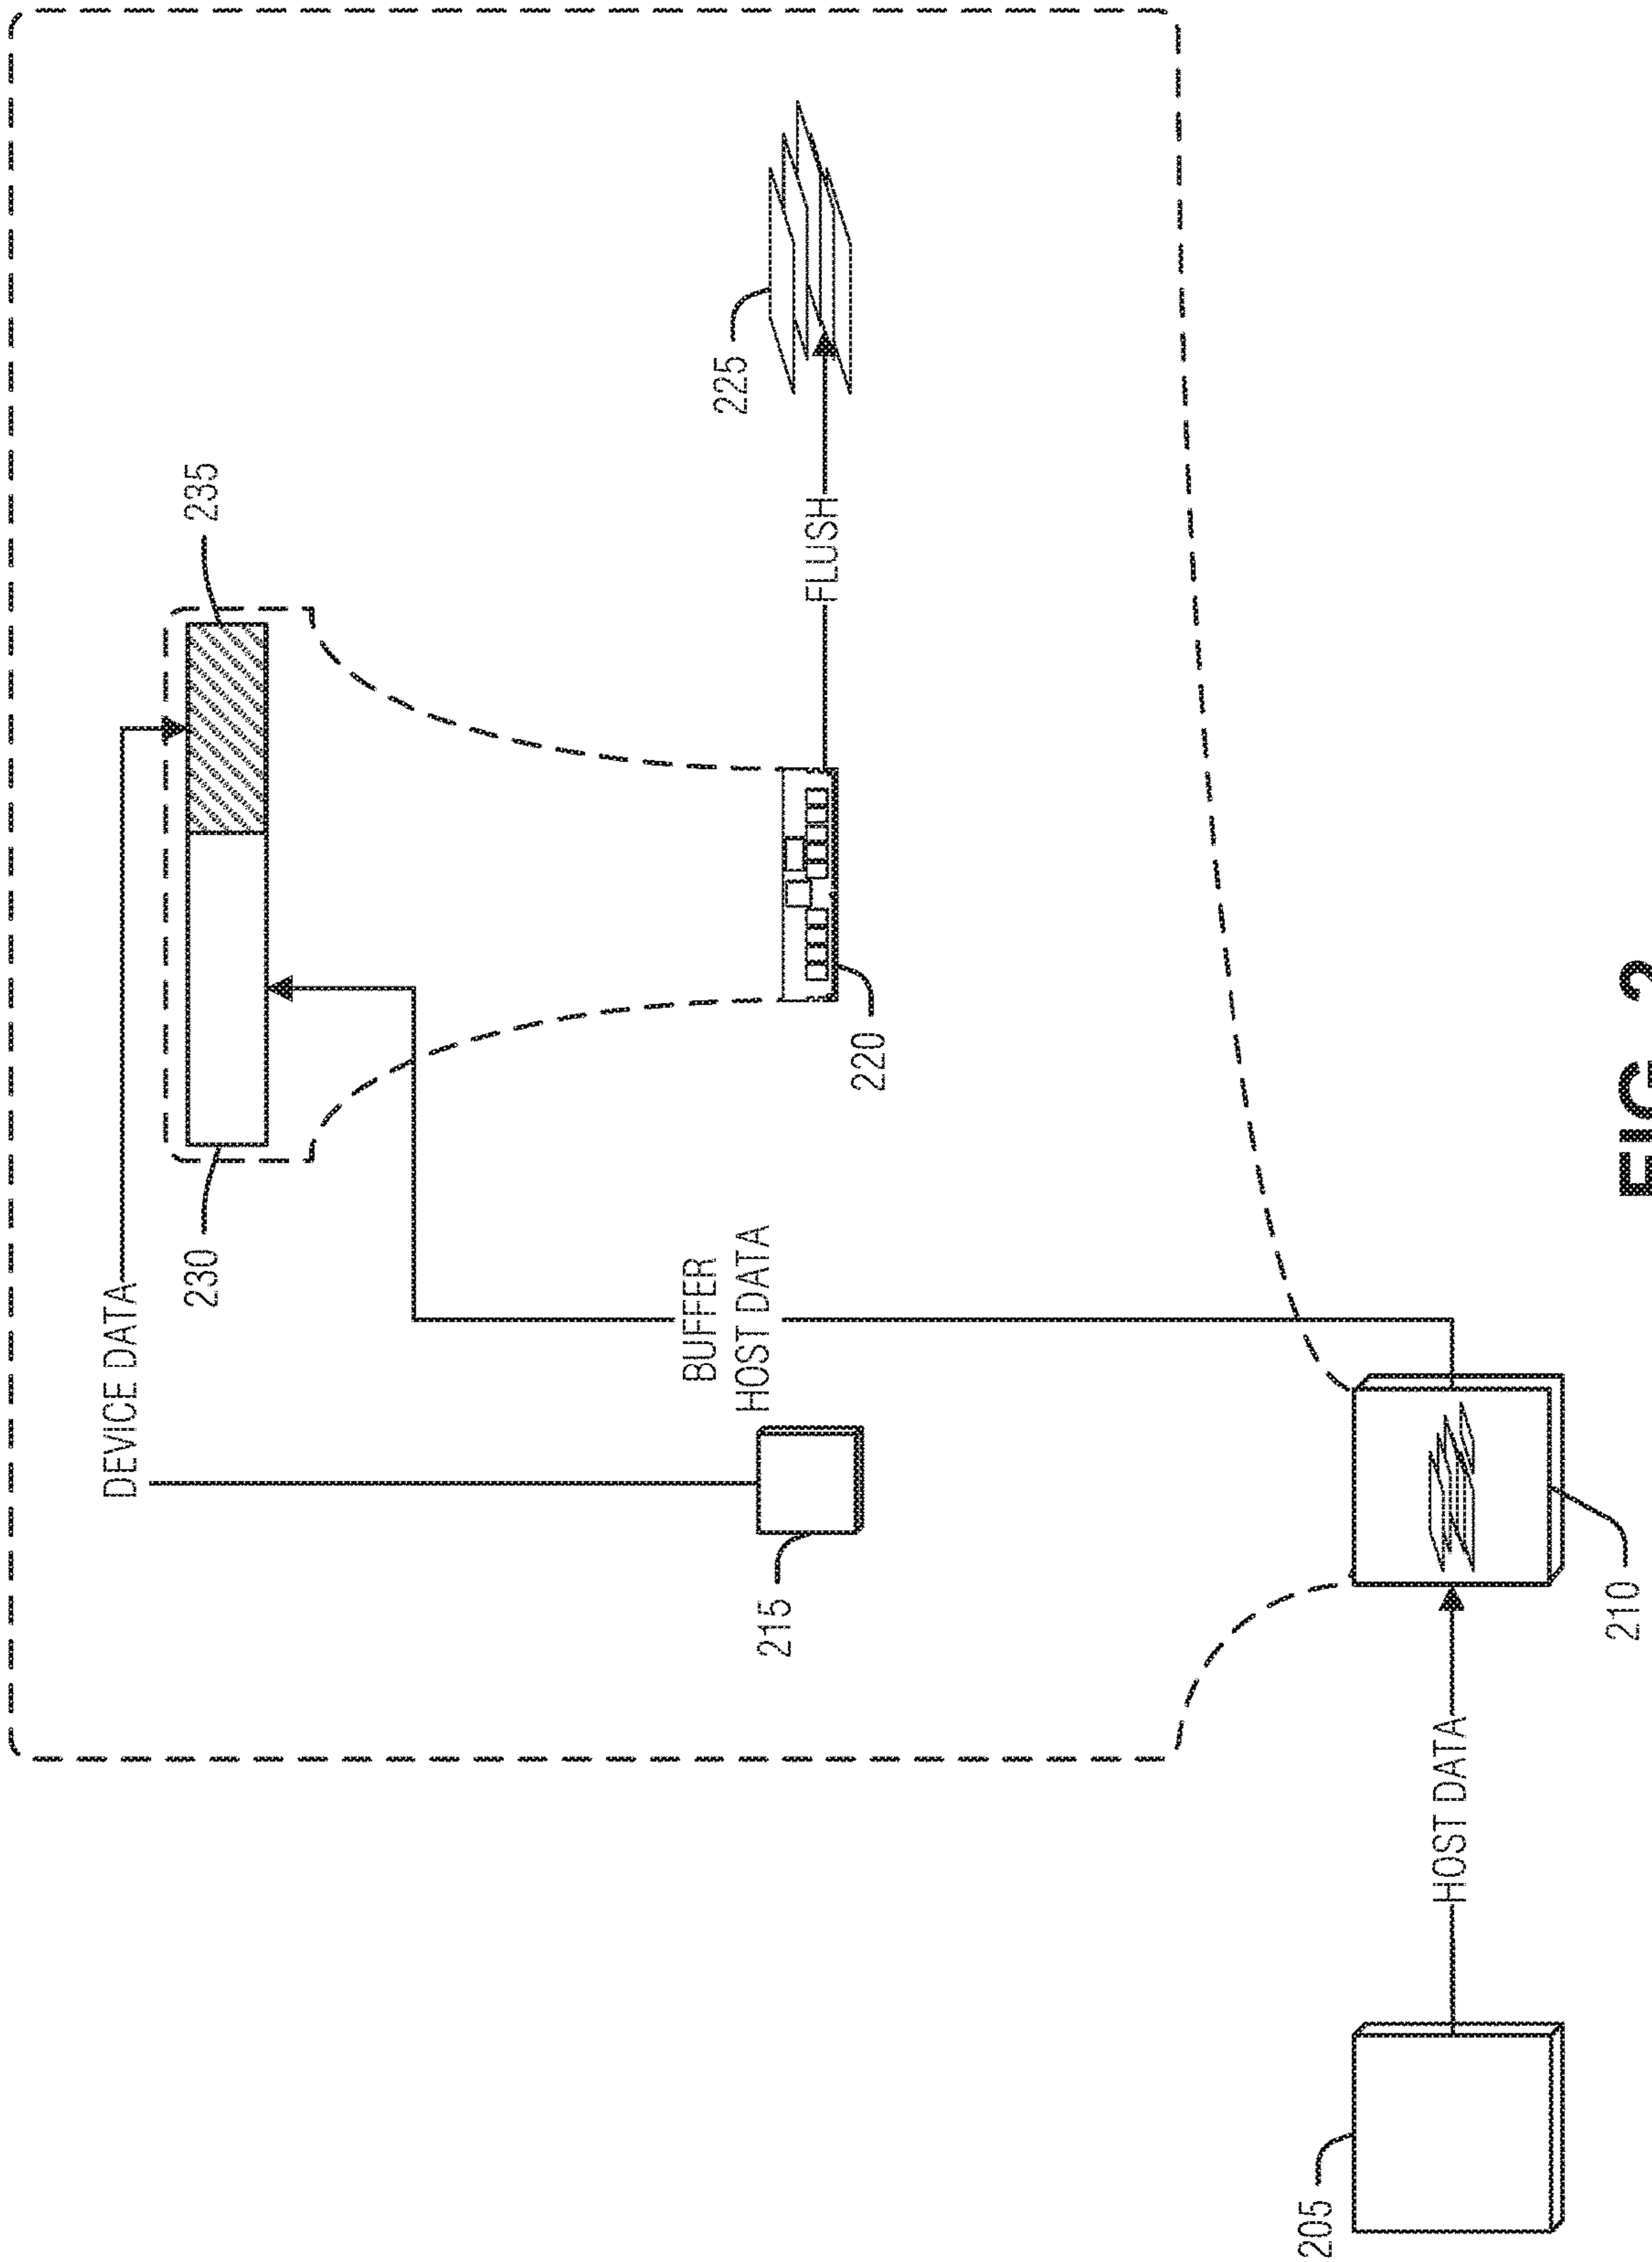 DEVICE DATA
230
235
BUFFER
HOST DATA
215
220
FLUSH
225
205
HOST DATA
210
FIG. 2